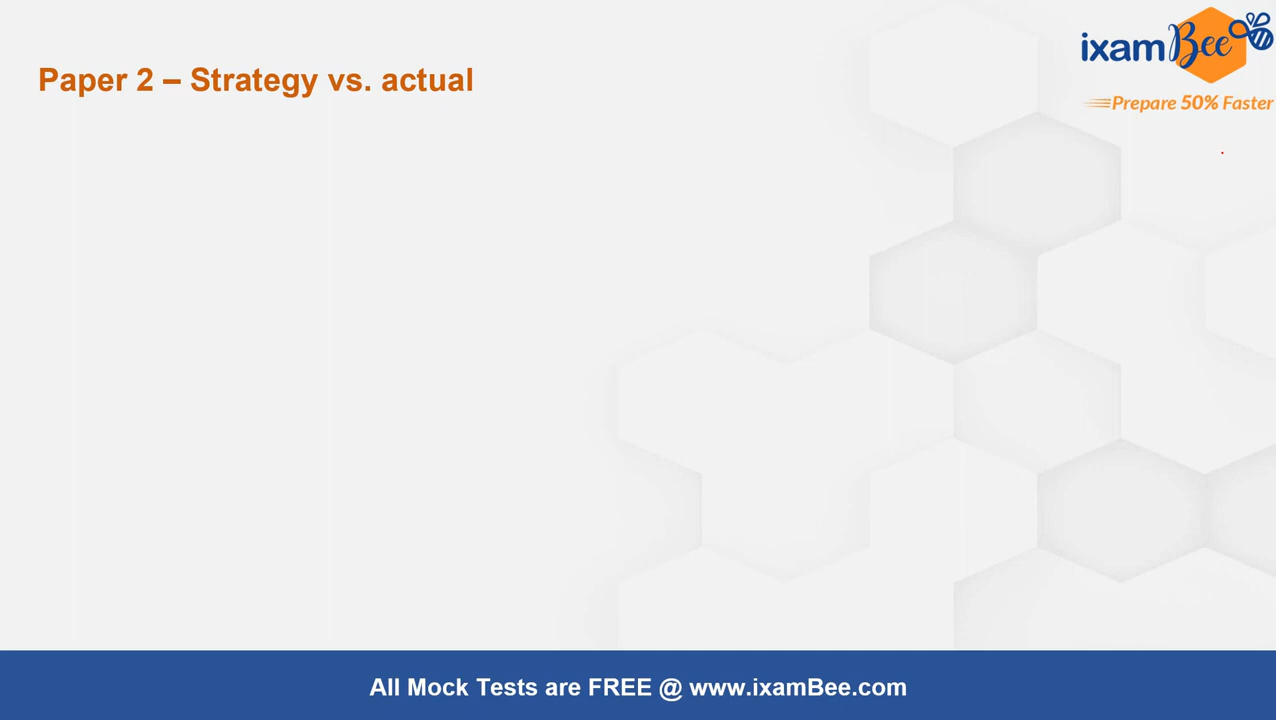 Paper 2 – Strategy vs. actual
ixamBee
Prepare 50% Faster
All Mock Tests are FREE @ www.ixamBee.com